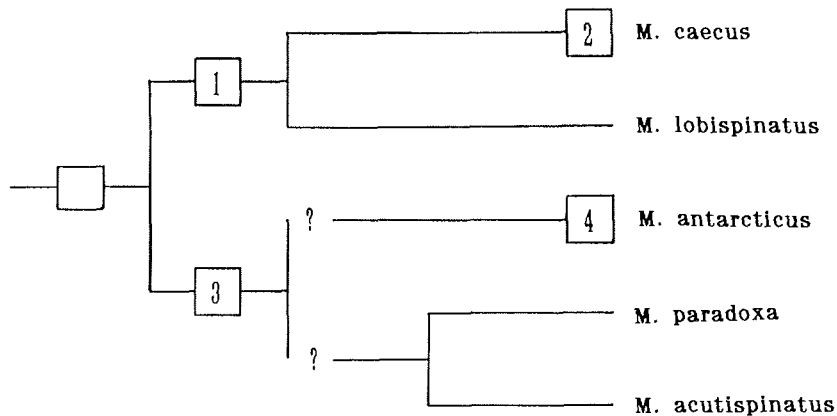 2 M. caecus
1
M. lobispinatus
? 4 M. antarcticus
3
M. paradoxa
?
M. acutispinatus